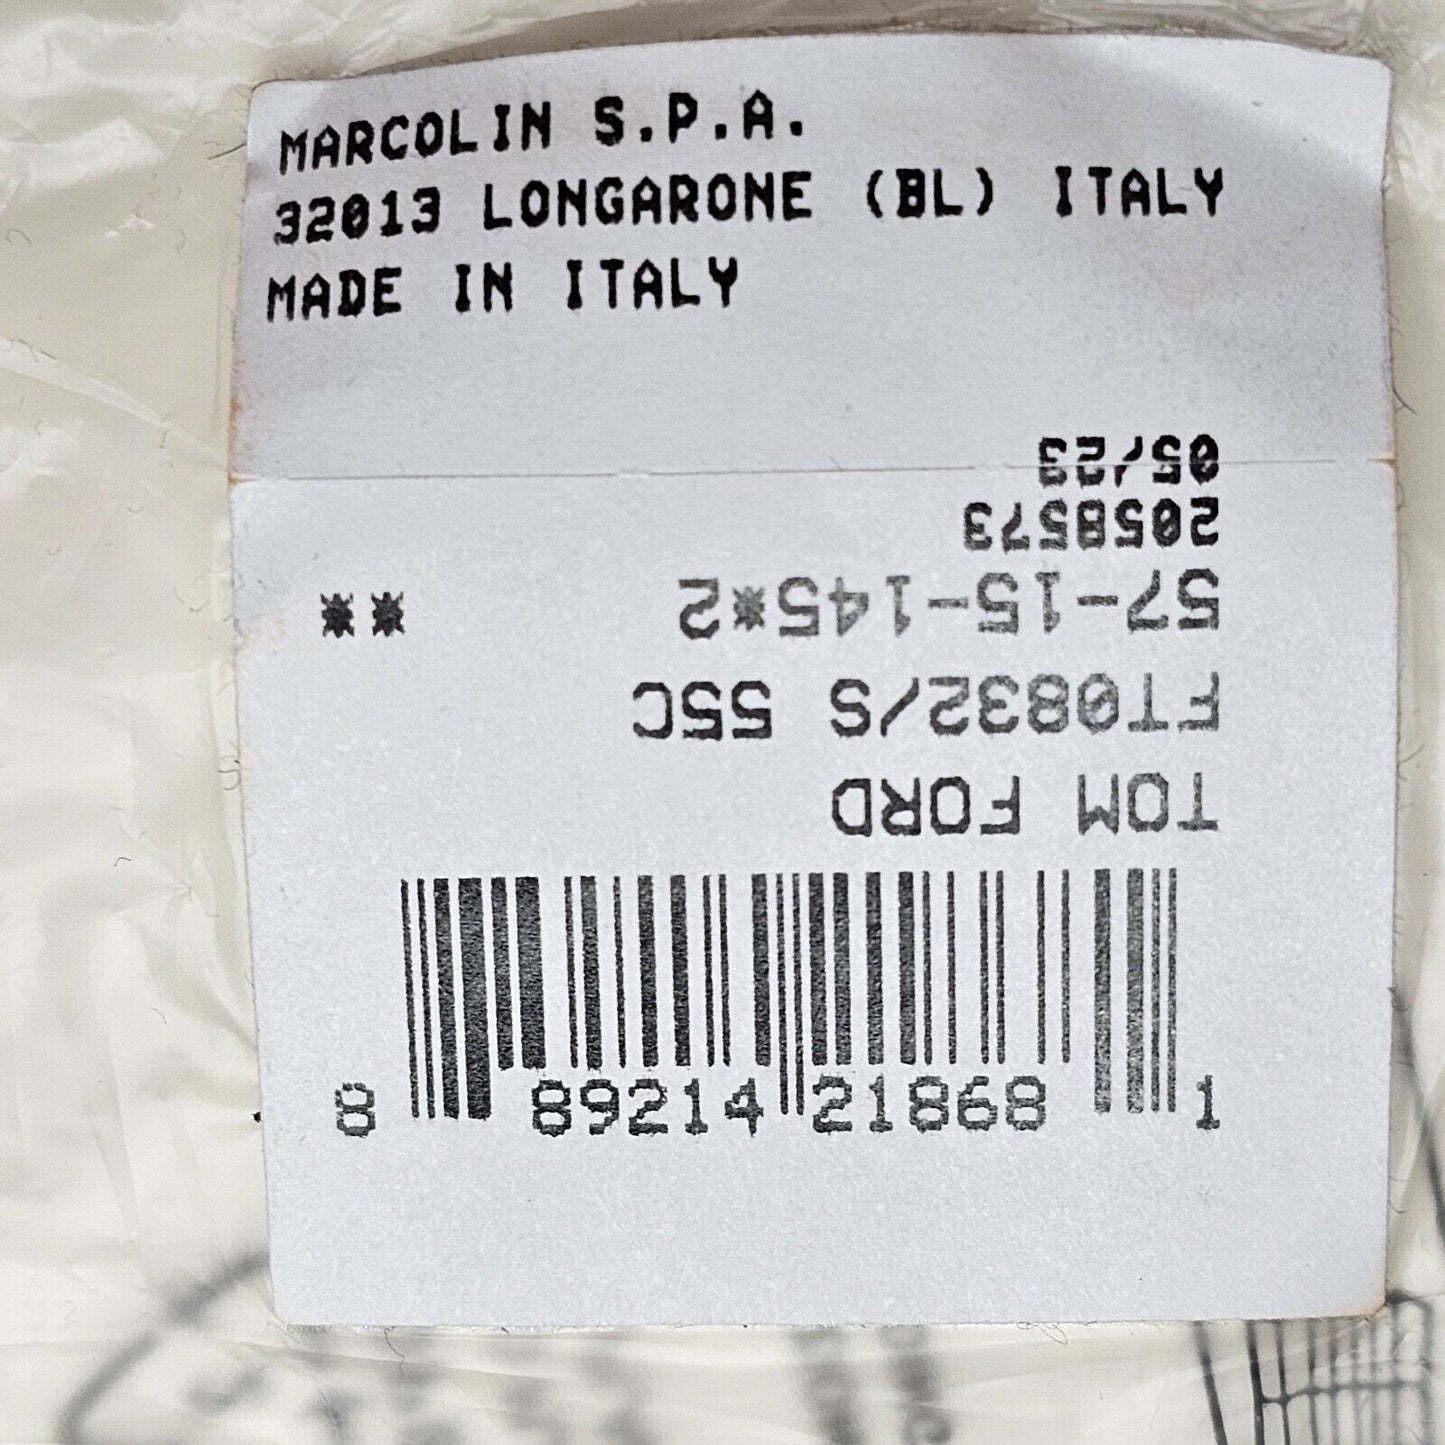 MARCOLIN S.P.A.
32013 LONGARONE (BL) ITALY
MADE IN ITALY
TOM FORD
FT0832/S 55C
57-15-145*2 **
2058573
05/23
8 89214 21868 1